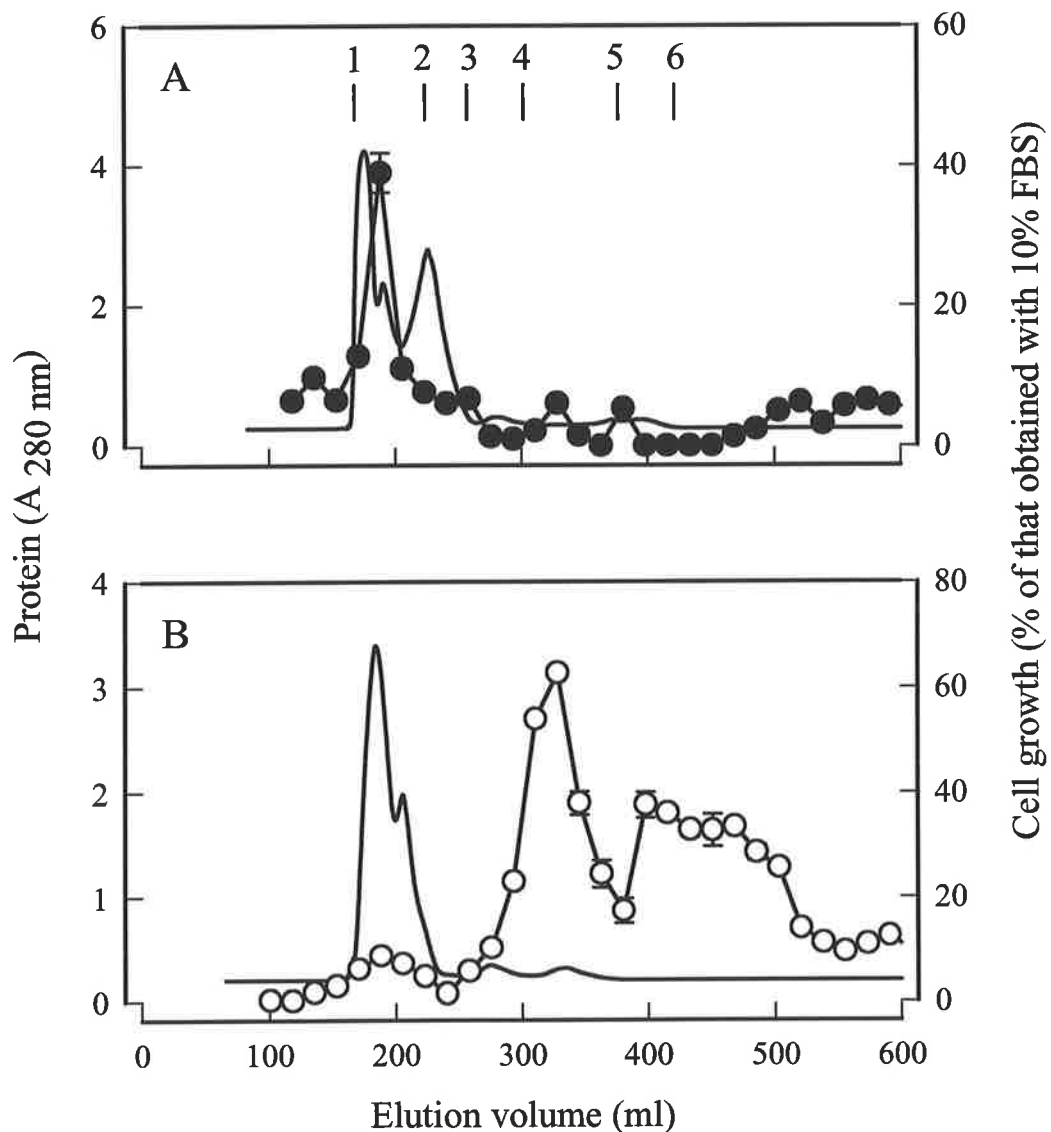 6
60
1 2 3 4 5 6
A
4
40
2
20
0
0
Protein (A 280 nm)
Cell growth (% of that obtained with 10% FBS)
4
80
B
3
60
2
40
1
20
0
0
0 100 200 300 400 500 600
Elution volume (ml)